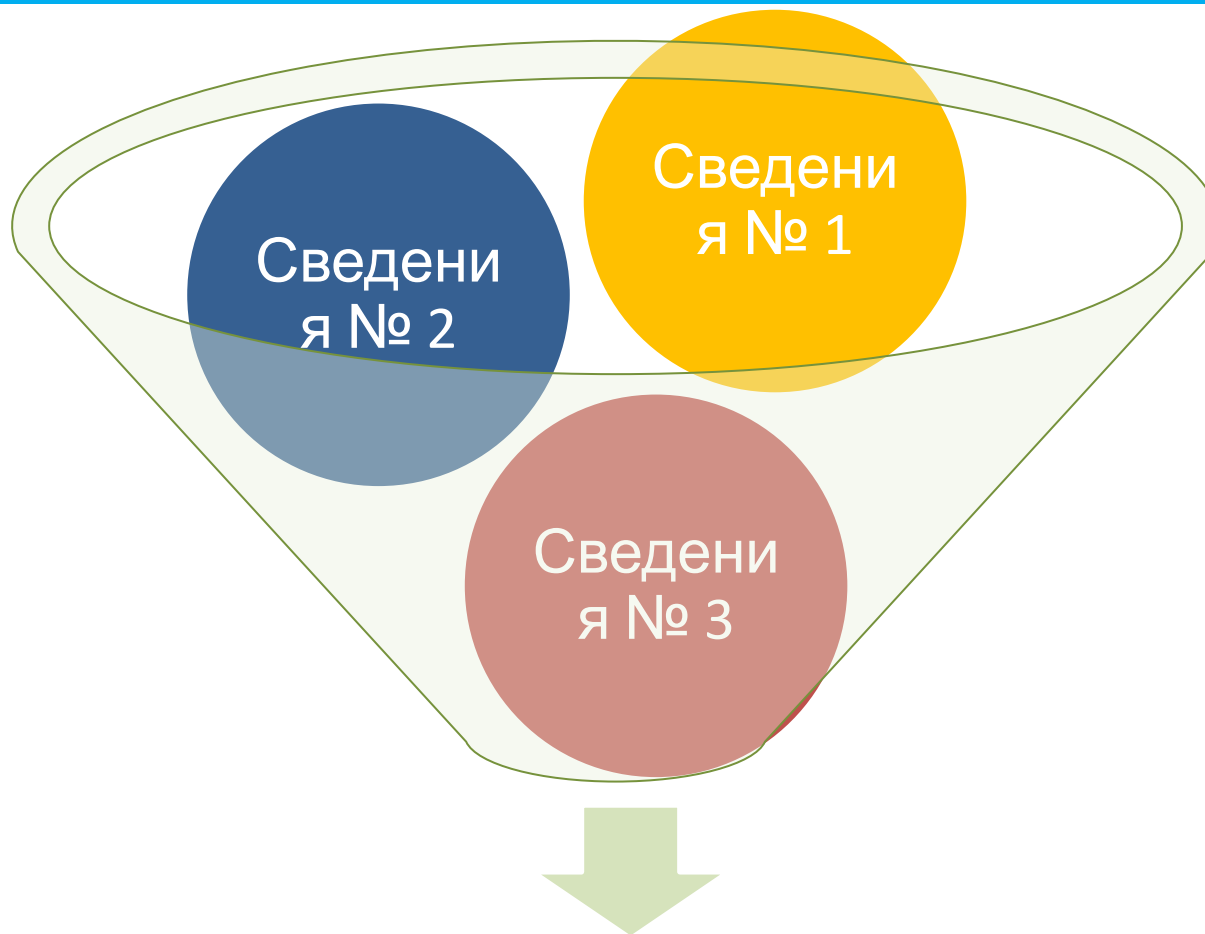 Сведени
я № 1
Сведени
я № 2
Сведени
я № 3